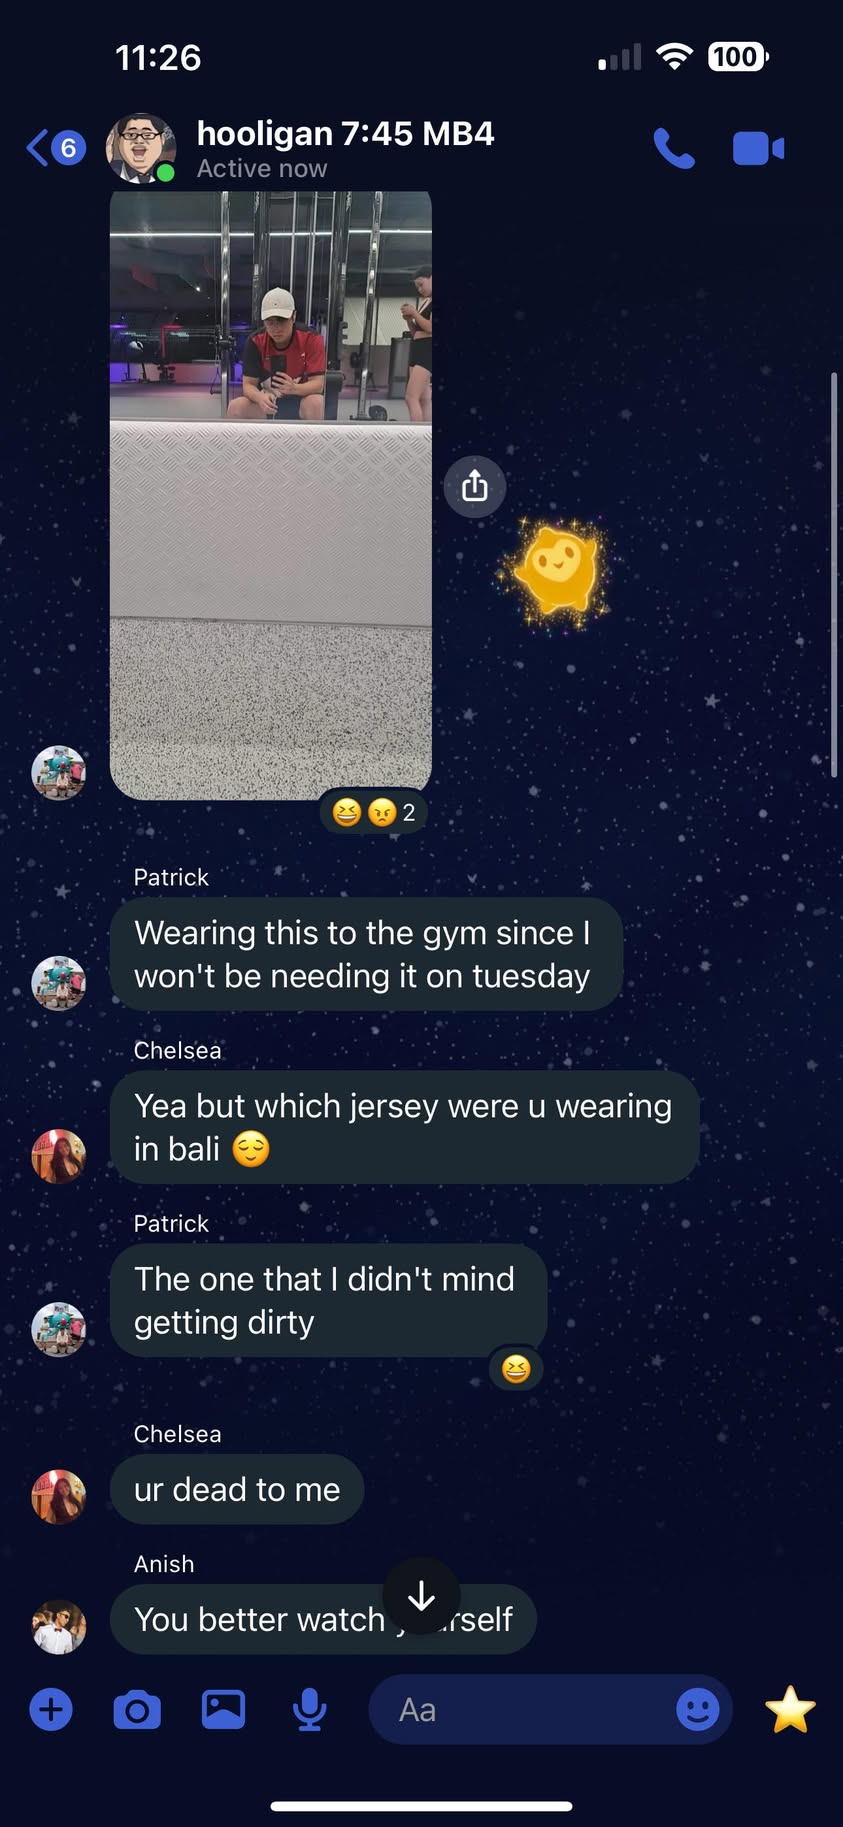 11:26
100
6
hooligan 7:45 MB4
Active now
2
Patrick
Wearing this to the gym since I
won't be needing it on tuesday
Chelsea
Yea but which jersey were u wearing
in bali 😌
Patrick
The one that I didn't mind
getting dirty
Chelsea
ur dead to me
Anish
You better watch
Aa